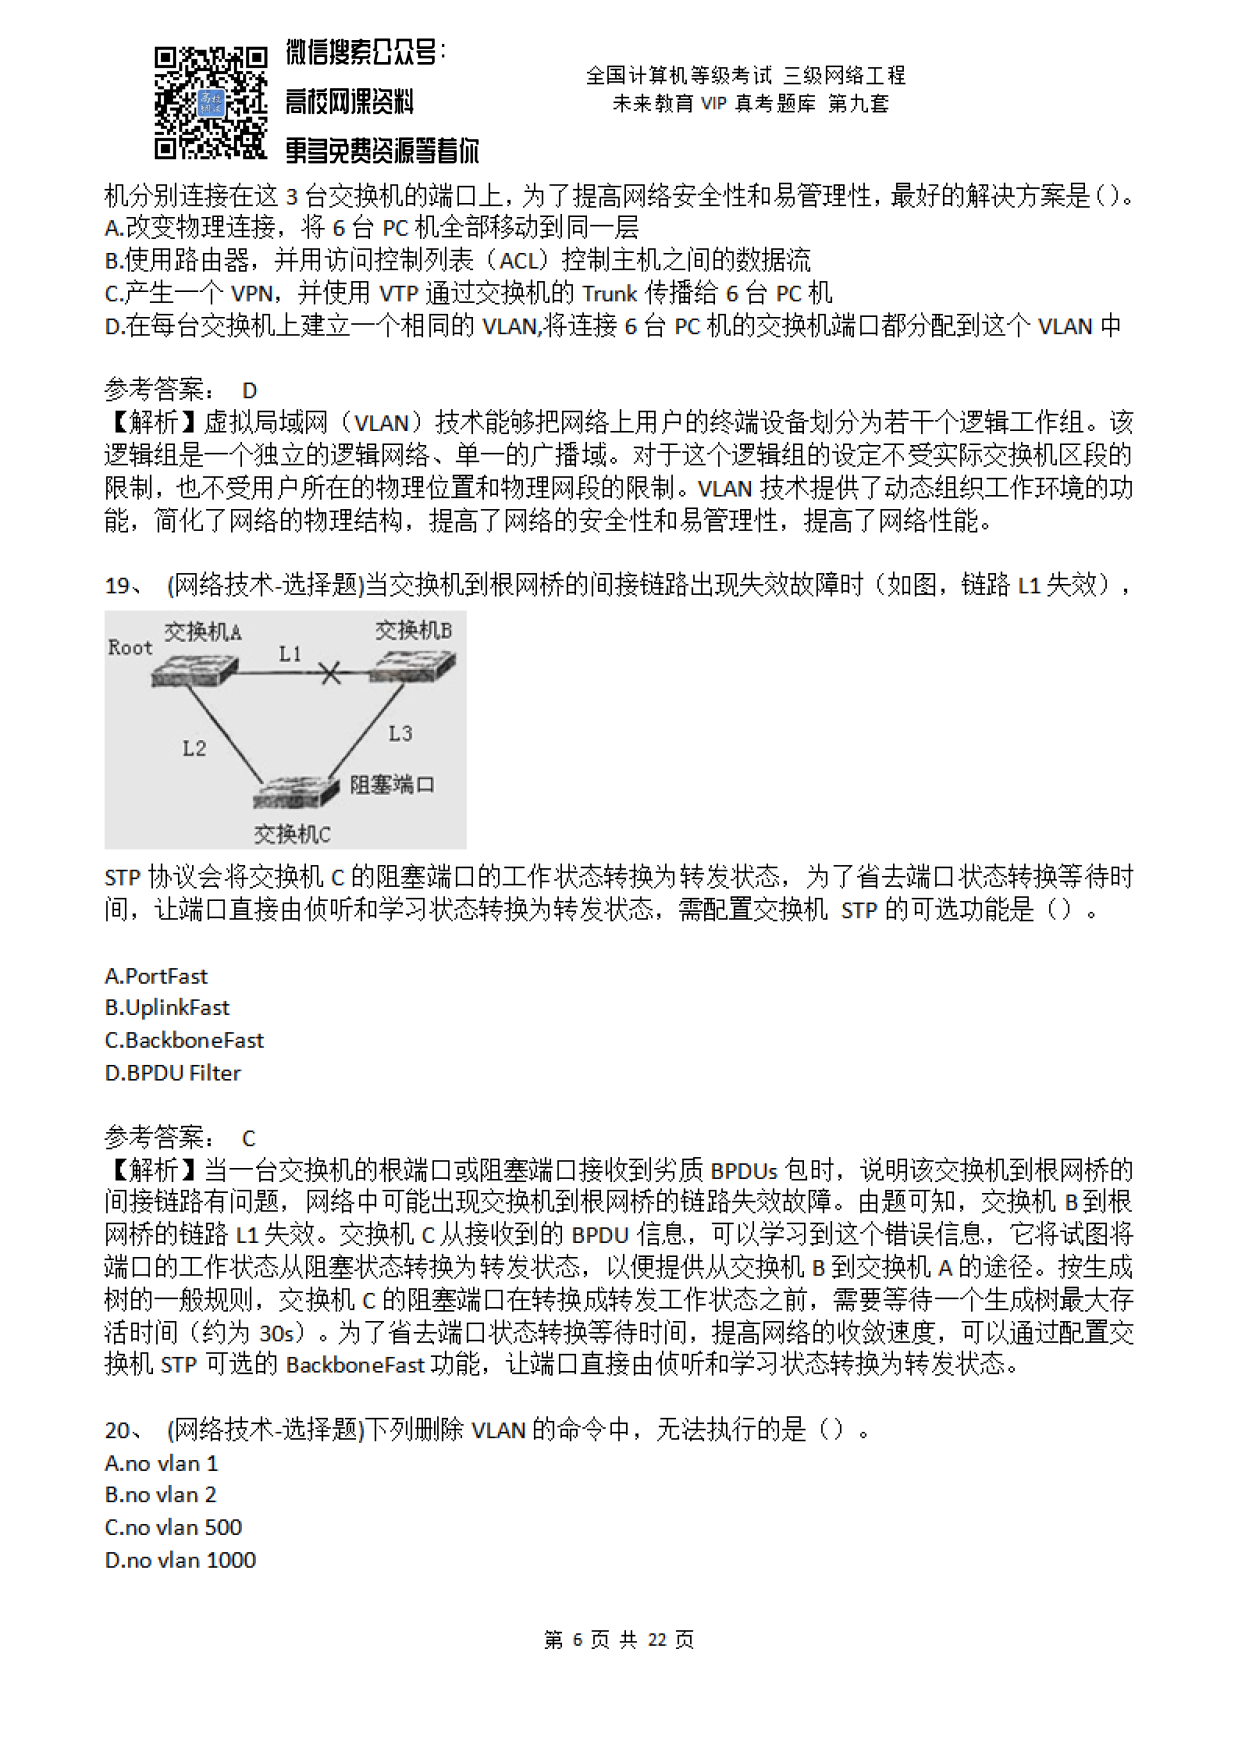 微信搜索公众号：
高校网课资料
更多免费资源等着你
全国计算机等级考试 三级网络工程
未来教育 VIP 真考题库 第九套
机分别连接在这 3 台交换机的端口上，为了提高网络安全性和易管理性，最好的解决方案是（）。
A.改变物理连接，将 6 台 PC 机全部移动到同一层
B.使用路由器，并用访问控制列表（ACL）控制主机之间的数据流
C.产生一个 VPN，并使用 VTP 通过交换机的 Trunk 传播给 6 台 PC 机
D.在每台交换机上建立一个相同的 VLAN,将连接 6 台 PC 机的交换机端口都分配到这个 VLAN 中
参考答案： D
【解析】虚拟局域网（VLAN）技术能够把网络上用户的终端设备划分为若干个逻辑工作组。该
逻辑组是一个独立的逻辑网络、单一的广播域。对于这个逻辑组的设定不受实际交换机区段的
限制，也不受用户所在的物理位置和物理网段的限制。VLAN 技术提供了动态组织工作环境的功
能，简化了网络的物理结构，提高了网络的安全性和易管理性，提高了网络性能。
19、 (网络技术-选择题)当交换机到根网桥的间接链路出现失效故障时（如图，链路 L1 失效），
交换机A
交换机B
Root
L1
L2
L3
阻塞端口
交换机C
STP 协议会将交换机 C 的阻塞端口的工作状态转换为转发状态，为了省去端口状态转换等待时
间，让端口直接由侦听和学习状态转换为转发状态，需配置交换机 STP 的可选功能是（）。
A.PortFast
B.UplinkFast
C.BackboneFast
D.BPDU Filter
参考答案： C
【解析】当一台交换机的根端口或阻塞端口接收到劣质 BPDUs 包时，说明该交换机到根网桥的
间接链路有问题，网络中可能出现交换机到根网桥的链路失效故障。由题可知，交换机 B 到根
网桥的链路 L1 失效。交换机 C 从接收到的 BPDU 信息，可以学习到这个错误信息，它将试图将
端口的工作状态从阻塞状态转换为转发状态，以便提供从交换机 B 到交换机 A 的途径。按生成
树的一般规则，交换机 C 的阻塞端口在转换成转发工作状态之前，需要等待一个生成树最大存
活时间（约为 30s）。为了省去端口状态转换等待时间，提高网络的收敛速度，可以通过配置交
换机 STP 可选的 BackboneFast 功能，让端口直接由侦听和学习状态转换为转发状态。
20、 (网络技术-选择题)下列删除 VLAN 的命令中，无法执行的是（）。
A.no vlan 1
B.no vlan 2
C.no vlan 500
D.no vlan 1000
第 6 页 共 22 页